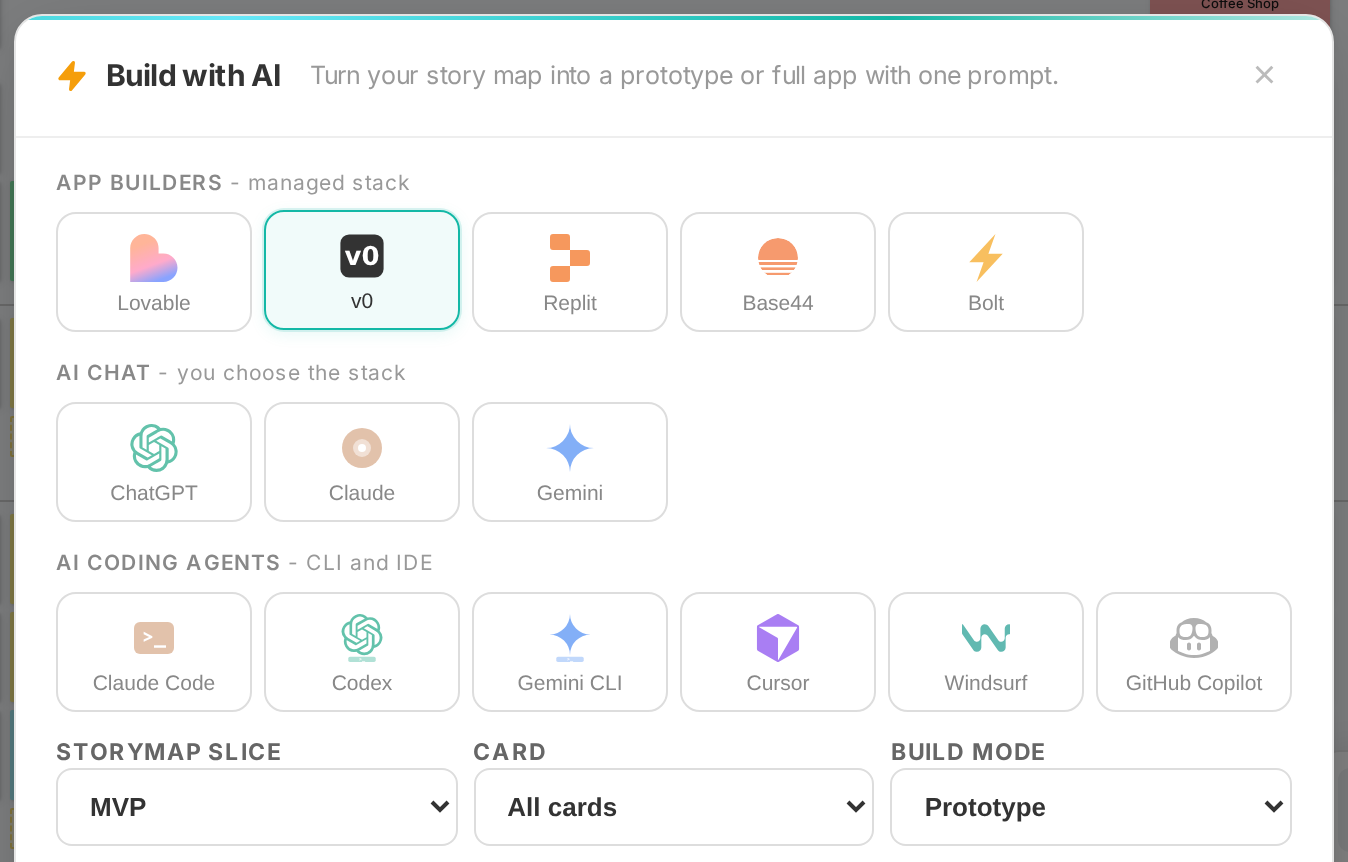 Coffee Shop
Build with AI Turn your story map into a prototype or full app with one prompt. ×
APP BUILDERS - managed stack
v0
Lovable v0 Replit Base44 Bolt
AI CHAT - you choose the stack
ChatGPT Claude Gemini
AI CODING AGENTS - CLI and IDE
>_
Claude Code Codex Gemini CLI Cursor Windsurf GitHub Copilot
STORYMAP SLICE CARD BUILD MODE
MVP All cards Prototype